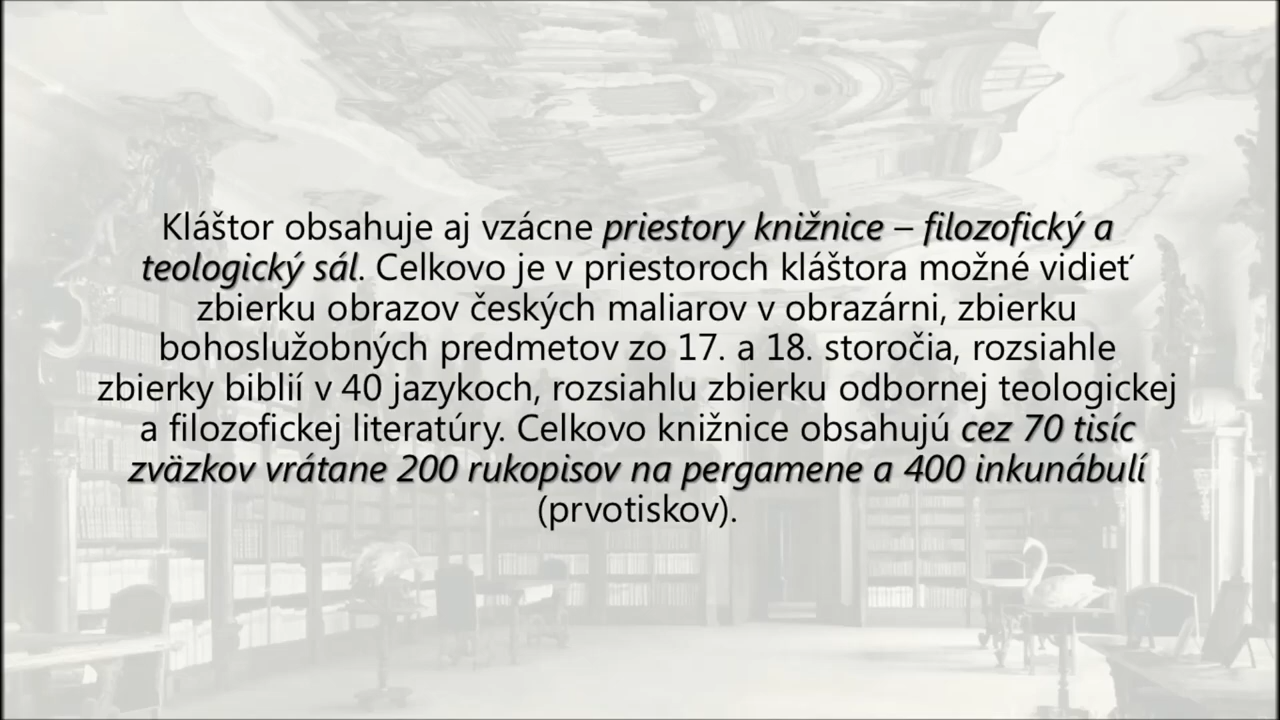 Kláštor obsahuje aj vzácne priestory knižnice – filozofický a
teologický sál. Celkovo je v priestoroch kláštora možné vidieť
zbierku obrazov českých maliarov v obrazárni, zbierku
bohoslužobných predmetov zo 17. a 18. storočia, rozsiahle
zbierky biblií v 40 jazykoch, rozsiahlu zbierku odbornej teologickej
a filozofickej literatúry. Celkovo knižnice obsahujú cez 70 tisíc
zväzkov vrátane 200 rukopisov na pergamene a 400 inkunábulí
(prvotiskov).